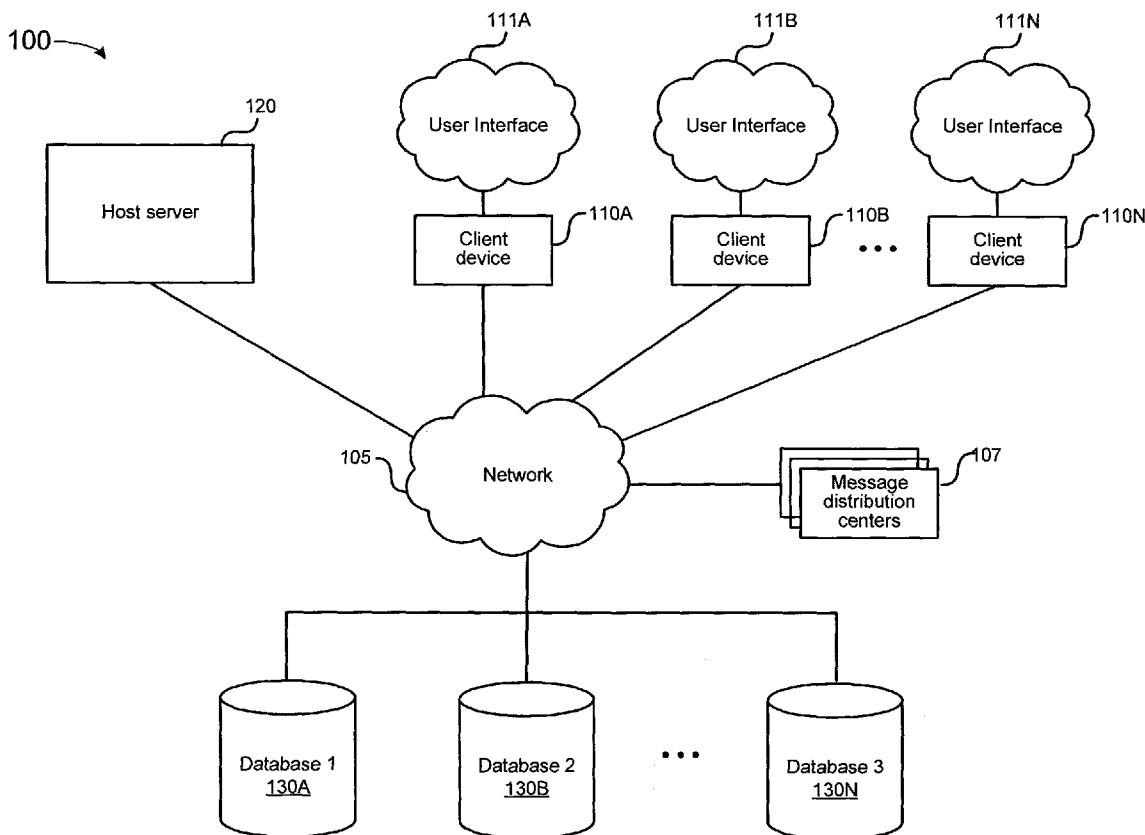 100
111A
111B
111N
120
User Interface
User Interface
User Interface
Host server
110A
110B
110N
Client
device
Client
device
Client
device
105
Network
107
Message
distribution
centers
Database 1
130A
Database 2
130B
Database 3
130N